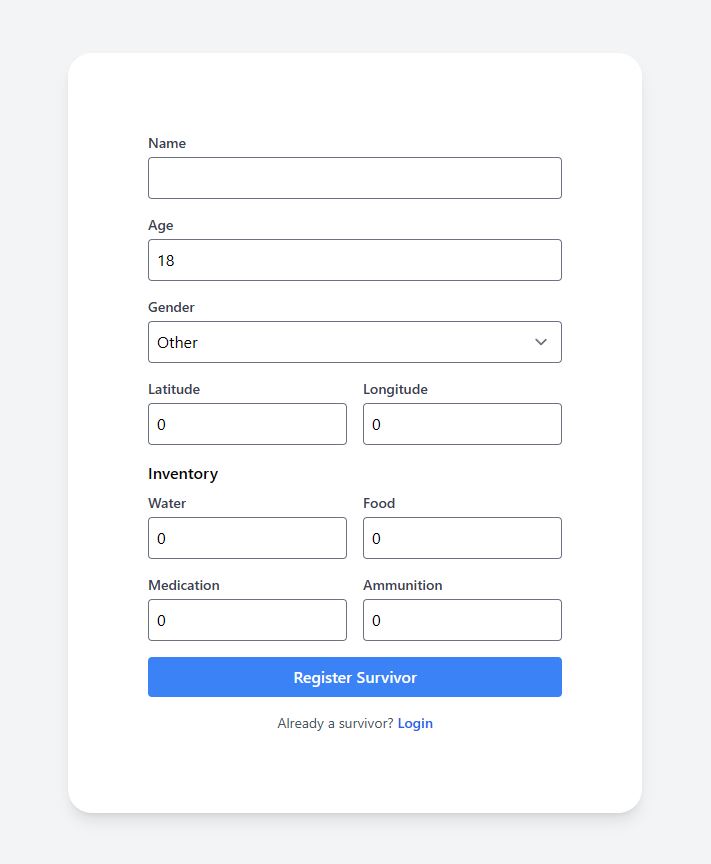 Name
Age
18
Gender
Other
Latitude Longitude
0 0
Inventory
Water Food
0 0
Medication Ammunition
0 0
Register Survivor
Already a survivor? Login